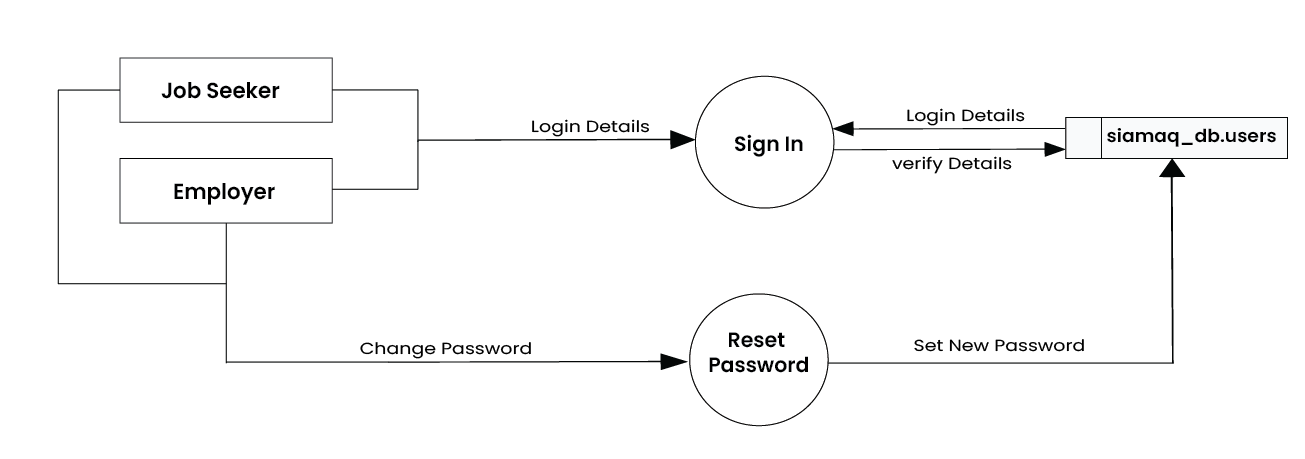 Job Seeker
Employer
Login Details
Sign In
Login Details
verify Details
siamaq_db.users
Change Password
Reset
Password
Set New Password